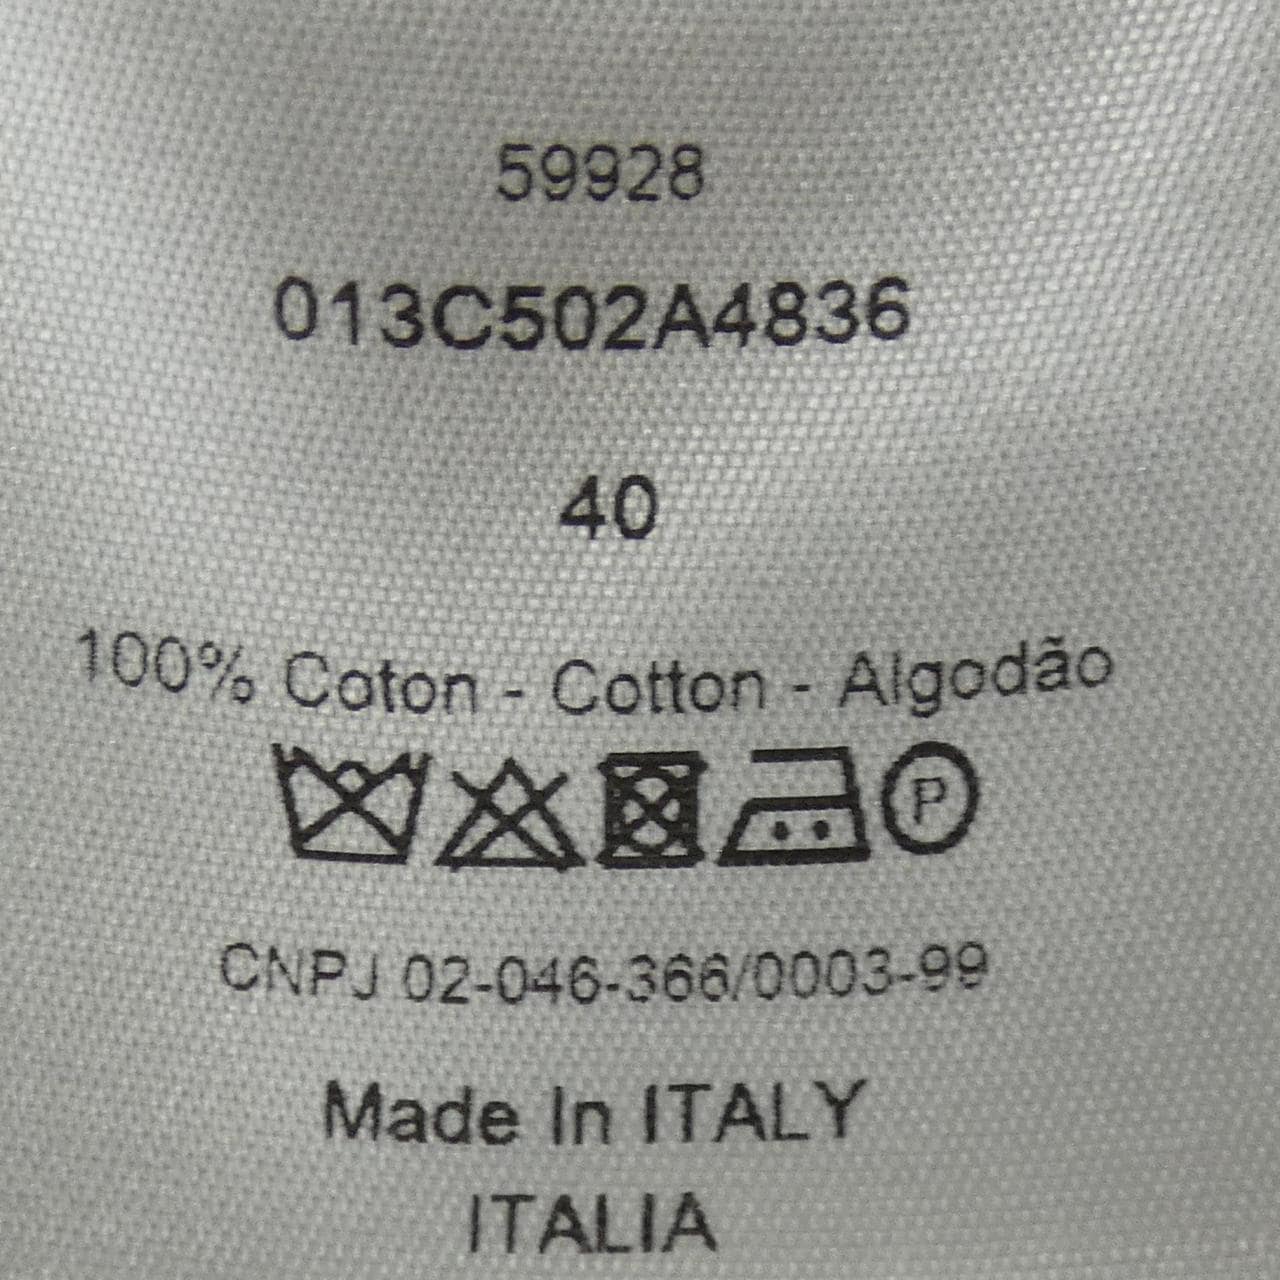 59928
013C502A4836
40
100% Coton - Cotton - Algodão
P
CNPJ 02-046-366/0003-99
Made In ITALY
ITALIA